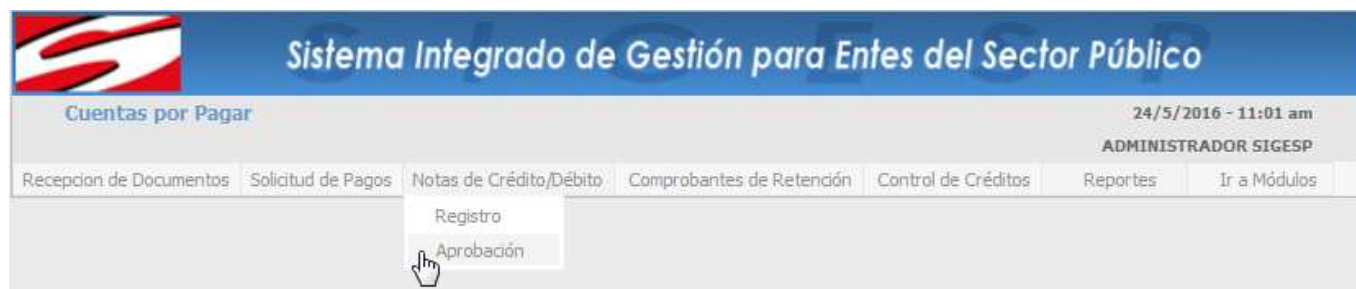 Sistema Integrado de Gestión para Entes del Sector Público
Cuentas por Pagar
24/5/2016 - 11:01 am
ADMINISTRADOR SIGESP
Recepcion de Documentos Solicitud de Pagos Notas de Crédito/Débito Comprobantes de Retención Control de Créditos Reportes Ir a Módulos
Registro
Aprobación